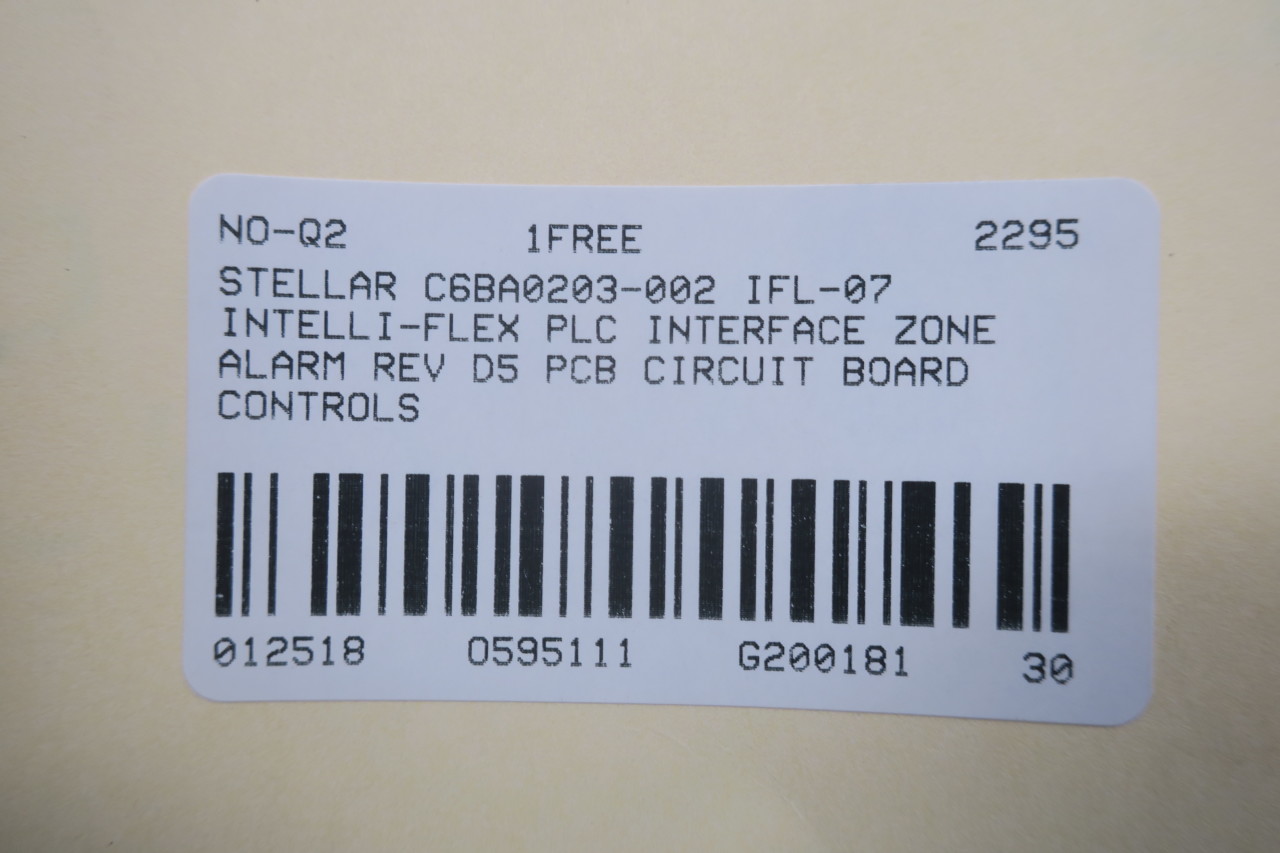 NO-Q2 1FREE 2295
STELLAR C6BA0203-002 IFL-07
INTELLI-FLEX PLC INTERFACE ZONE
ALARM REV D5 PCB CIRCUIT BOARD
CONTROLS
012518 O595111 G200181 30